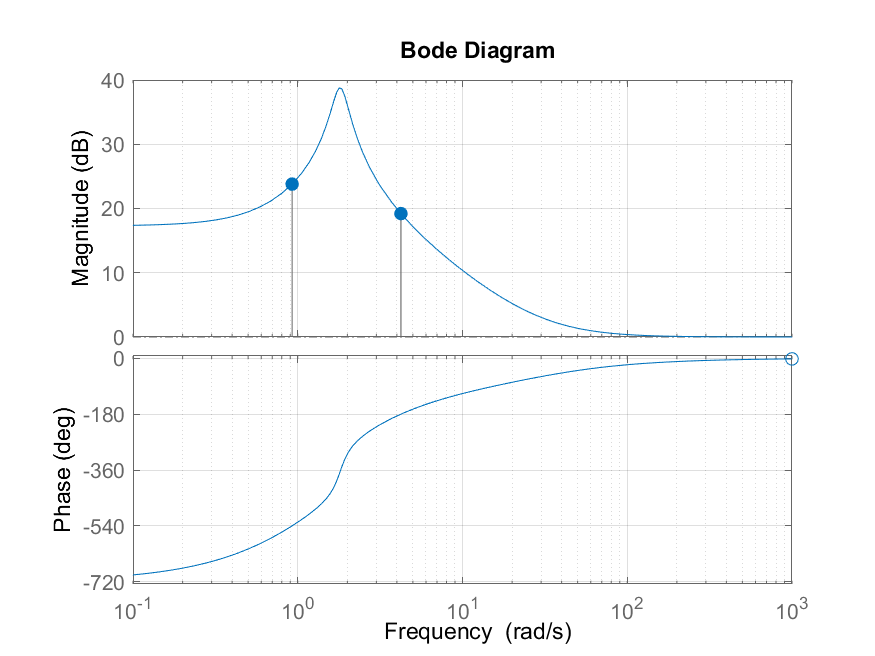 Bode Diagram
Magnitude (dB)
40
30
20
10
0
Phase (deg)
0
-180
-360
-540
-720
10^-1 10^0 10^1 10^2 10^3
Frequency (rad/s)